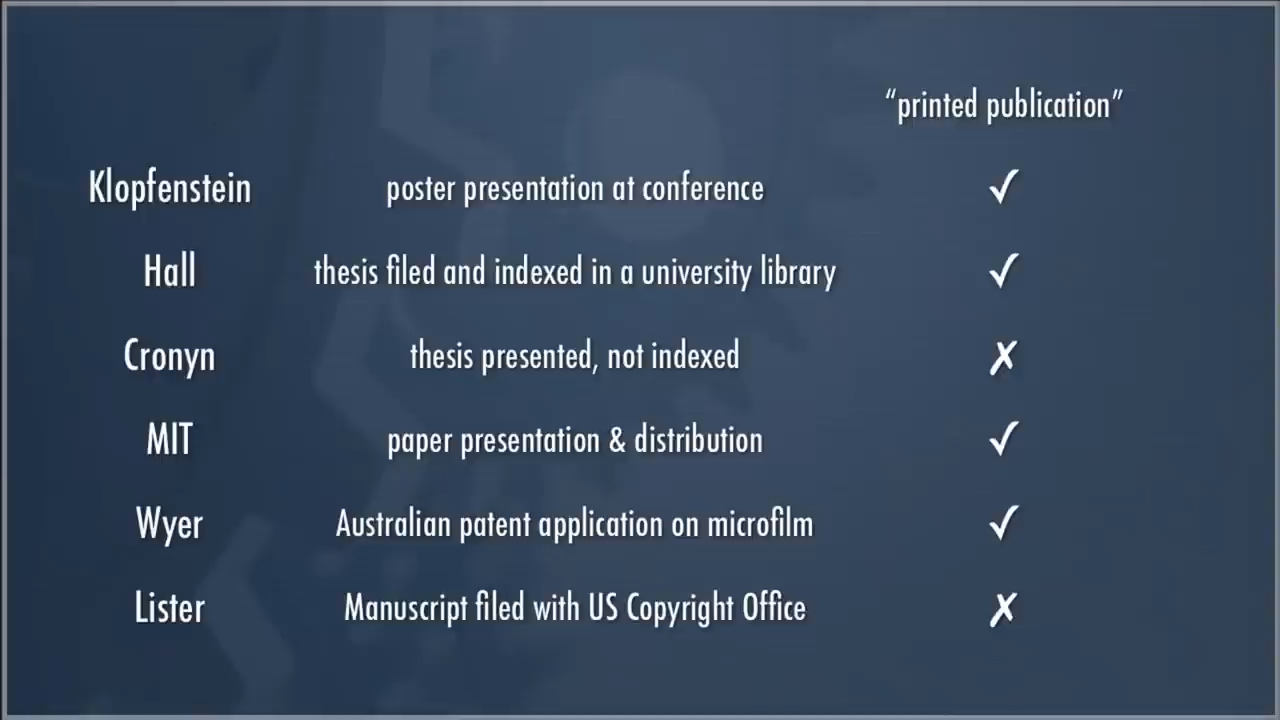 “printed publication”
Klopfenstein poster presentation at conference ✓
Hall thesis filed and indexed in a university library ✓
Cronyn thesis presented, not indexed ✗
MIT paper presentation & distribution ✓
Wyer Australian patent application on microfilm ✓
Lister Manuscript filed with US Copyright Office ✗